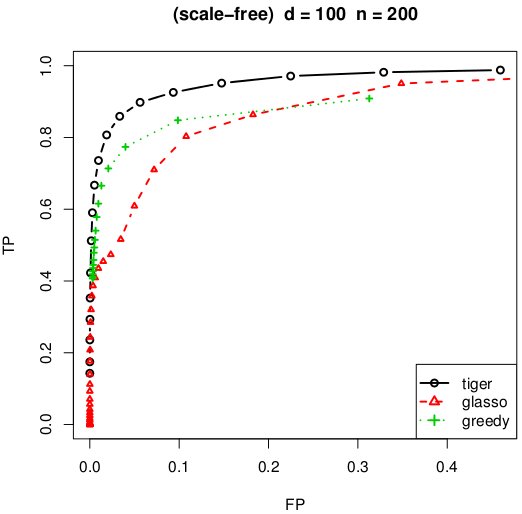 (scale-free) d = 100 n = 200
TP
1.0
0.8
0.6
0.4
0.2
0.0
tiger
glasso
greedy
0.0 0.1 0.2 0.3 0.4
FP